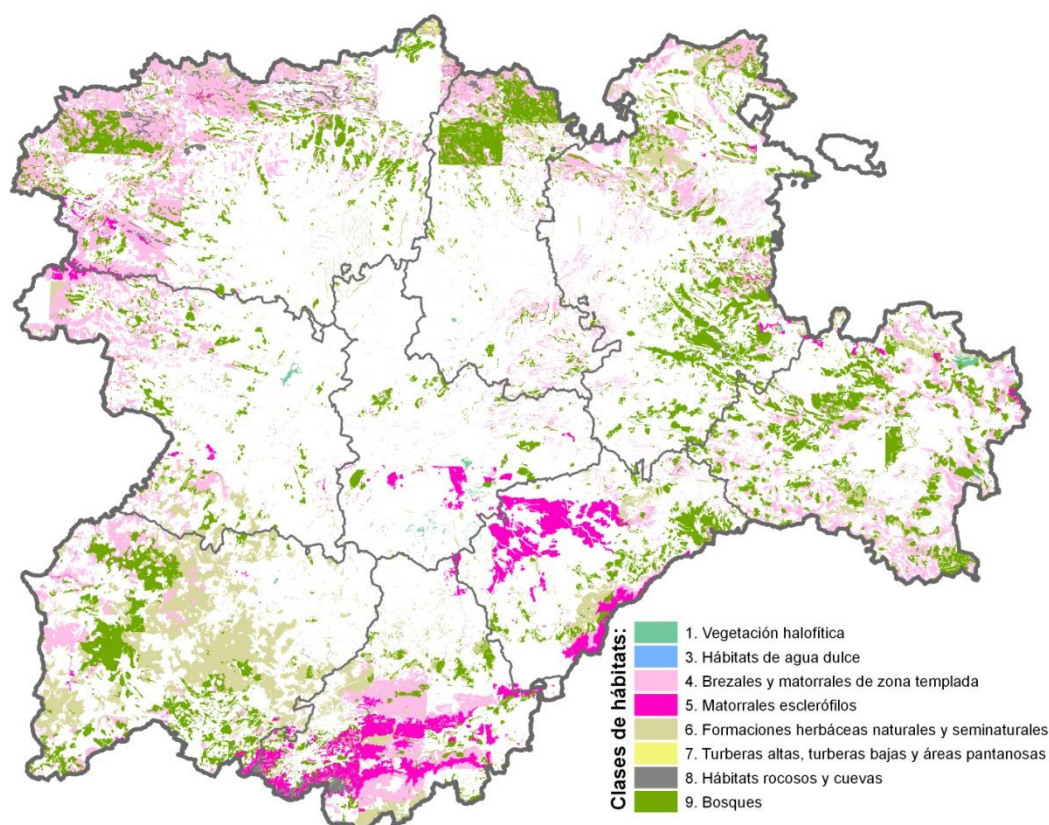 Clases de hábitats:
1. Vegetación halofítica
3. Hábitats de agua dulce
4. Brezales y matorrales de zona templada
5. Matorrales esclerófilos
6. Formaciones herbáceas naturales y seminaturales
7. Turberas altas, turberas bajas y áreas pantanosas
8. Hábitats rocosos y cuevas
9. Bosques